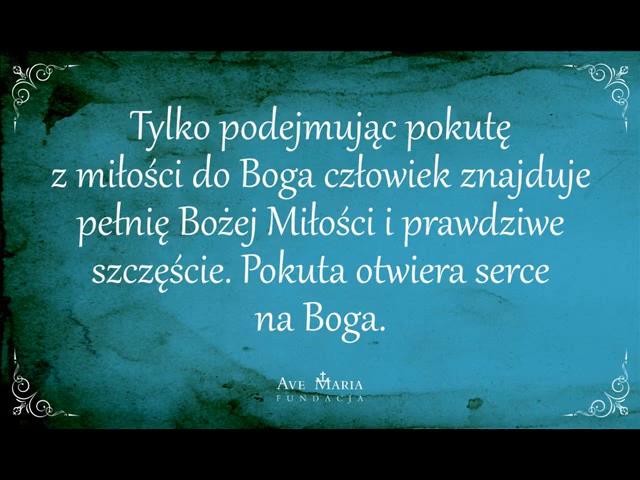 Tylko podejmując pokutę
z miłości do Boga człowiek znajduje
pełnię Bożej Miłości i prawdziwe
szczęście. Pokuta otwiera serce
na Boga.
AVE MARIA
FUNDACJA